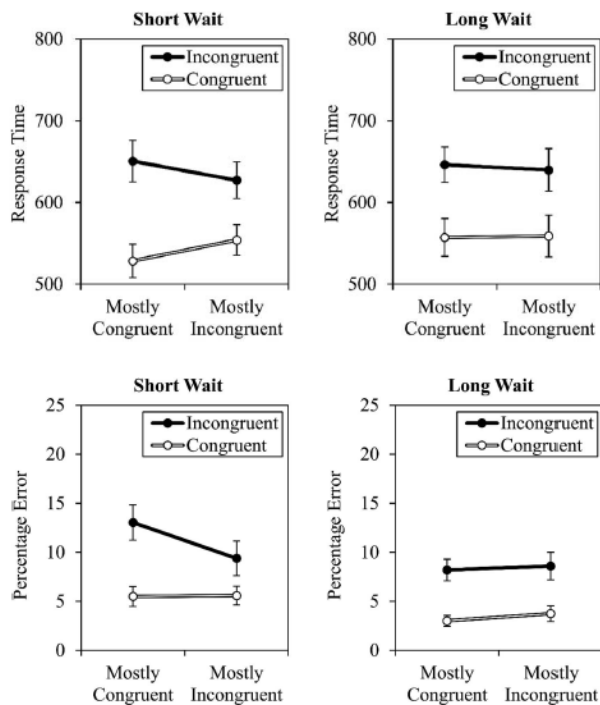 Short Wait
800
700
600
500
Response Time
Incongruent
Congruent
Mostly
Congruent
Mostly
Incongruent
Long Wait
800
700
600
500
Response Time
Incongruent
Congruent
Mostly
Congruent
Mostly
Incongruent
Short Wait
25
20
15
10
5
0
Percentage Error
Incongruent
Congruent
Mostly
Congruent
Mostly
Incongruent
Long Wait
25
20
15
10
5
0
Percentage Error
Incongruent
Congruent
Mostly
Congruent
Mostly
Incongruent